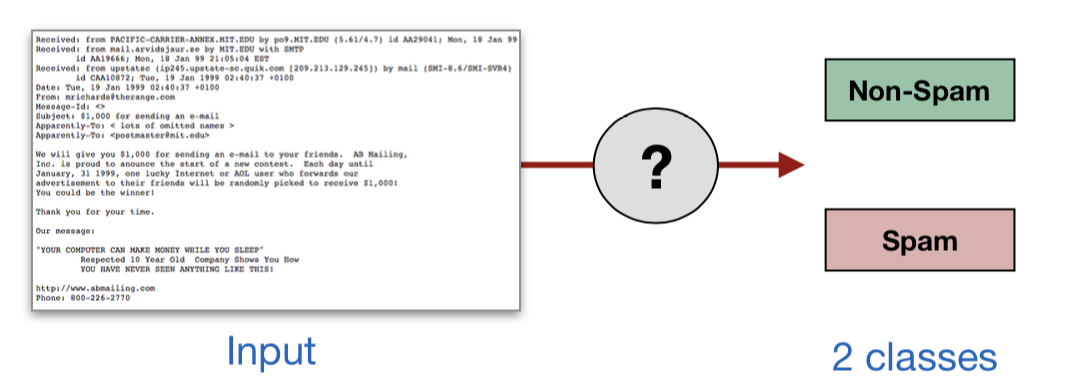 Received: from PACIFIC-CARRIER-ANNEX.MIT.EDU by po9.MIT.EDU (5.61/4.7) id AA29041; Mon, 18 Jan 99
Received: from mail.arvidsjaur.se by MIT.EDU with SMTP
id AA19666; Mon, 18 Jan 99 21:05:04 EST
Received: from upstatsc (ip245.upstate-sc.quik.com [209.213.129.245]) by mail (SMI-8.6/SMI-SVR4)
id CAA10872; Tue, 19 Jan 1999 02:40:37 +0100
Date: Tue, 19 Jan 1999 02:40:37 +0100
From: mrichards@therange.com
Message-Id: <>
Subject: $1,000 for sending an e-mail
Apparently-To: < lots of omitted names >
Apparently-To: <postmaster@mit.edu>
We will give you $1,000 for sending an e-mail to your friends. AB Mailing,
Inc. is proud to anounce the start of a new contest. Each day until
January, 31 1999, one lucky Internet or AOL user who forwards our
advertisement to their friends will be randomly picked to receive $1,000!
You could be the winner!
Thank you for your time.
Our message:
"YOUR COMPUTER CAN MAKE MONEY WHILE YOU SLEEP"
Respected 10 Year Old Company Shows You How
YOU HAVE NEVER SEEN ANYTHING LIKE THIS!
http://www.abmailing.com
Phone: 800-226-2770
Input
?
Non-Spam
Spam
2 classes